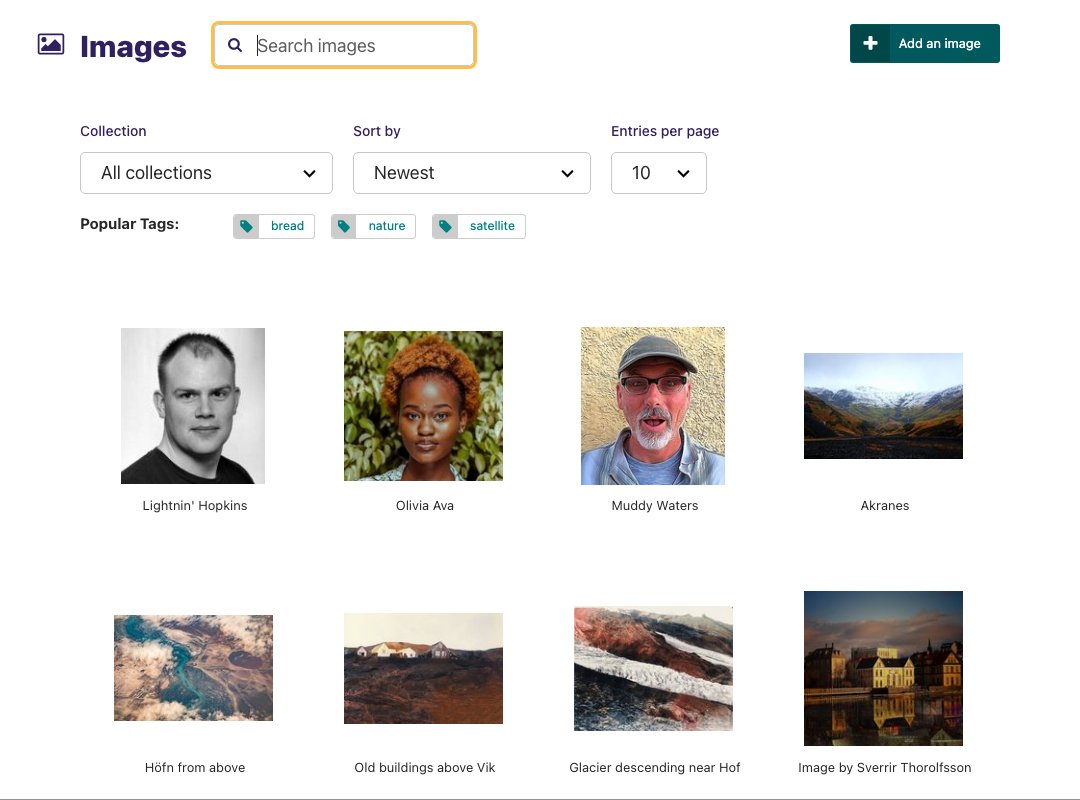 Images
Search images
Add an image
Collection
Sort by
Entries per page
All collections
Newest
10
Popular Tags:
bread
nature
satellite
Lightnin' Hopkins
Olivia Ava
Muddy Waters
Akranes
Höfn from above
Old buildings above Vik
Glacier descending near Hof
Image by Sverrir Thorolfsson